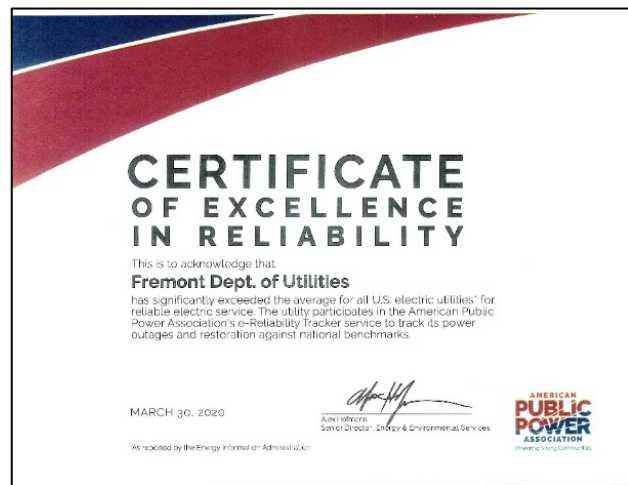 CERTIFICATE
OF EXCELLENCE
IN RELIABILITY
This is to acknowledge that
Fremont Dept. of Utilities
has significantly exceeded the average for all U.S. electric utilities* for
reliable electric service. The utility participates in the American Public
Power Association's e-Reliability Tracker service to track its power
outages and restoration against national benchmarks.
MARCH 30, 2020
Alex Hofmann
Senior Director, Energy & Environmental Services
*As reported by the Energy Information Administration
AMERICAN
PUBLIC
POWER
ASSOCIATION
Powering Strong Communities